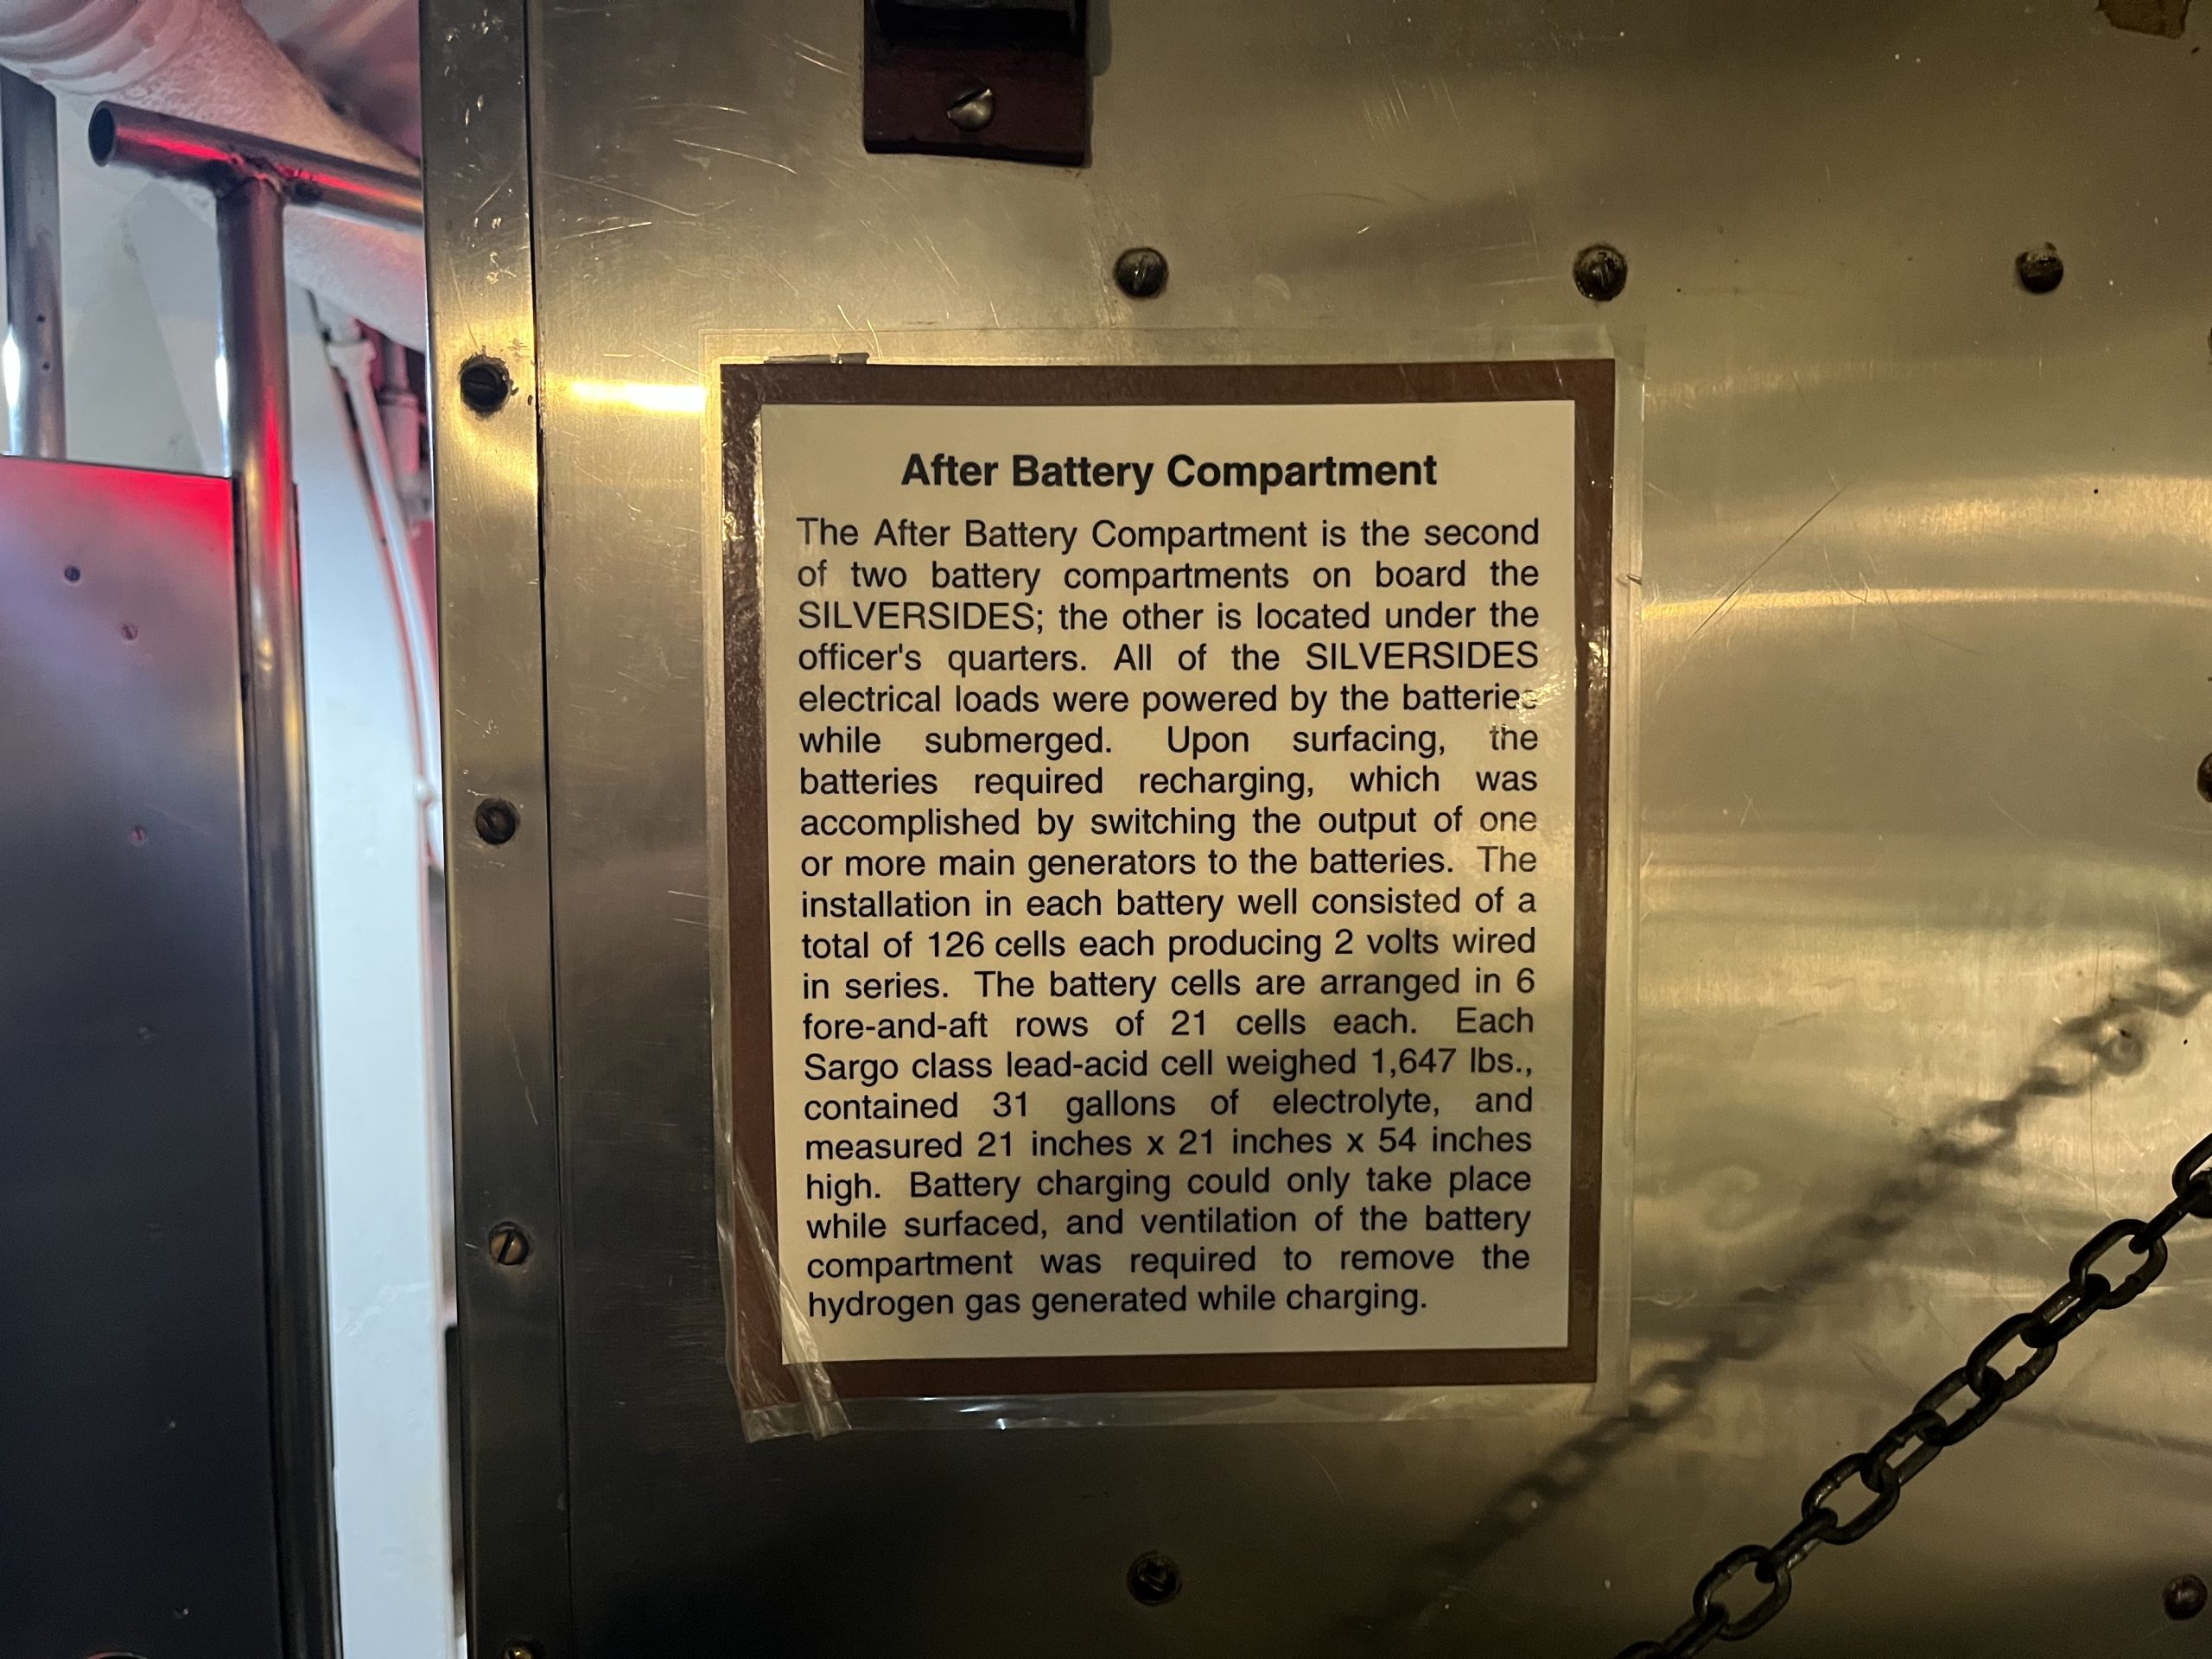 After Battery Compartment
The After Battery Compartment is the second
of two battery compartments on board the
SILVERSIDES; the other is located under the
officer's quarters. All of the SILVERSIDES
electrical loads were powered by the batteries
while submerged. Upon surfacing, the
batteries required recharging, which was
accomplished by switching the output of one
or more main generators to the batteries. The
installation in each battery well consisted of a
total of 126 cells each producing 2 volts wired
in series. The battery cells are arranged in 6
fore-and-aft rows of 21 cells each. Each
Sargo class lead-acid cell weighed 1,647 lbs.,
contained 31 gallons of electrolyte, and
measured 21 inches x 21 inches x 54 inches
high. Battery charging could only take place
while surfaced, and ventilation of the battery
compartment was required to remove the
hydrogen gas generated while charging.